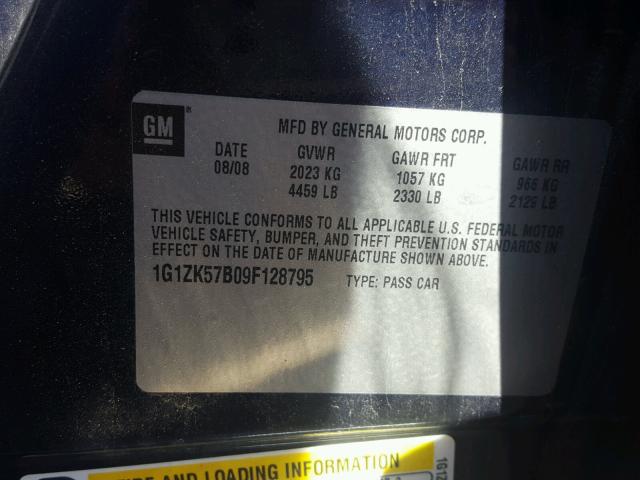 GM
MFD BY GENERAL MOTORS CORP.
DATE GVWR GAWR FRT GAWR RR
08/08 2023 KG 1057 KG 966 KG
4459 LB 2330 LB 2129 LB
THIS VEHICLE CONFORMS TO ALL APPLICABLE U.S. FEDERAL MOTOR
VEHICLE SAFETY, BUMPER, AND THEFT PREVENTION STANDARDS IN
EFFECT ON THE DATE OF MANUFACTURE SHOWN ABOVE.
1G1ZK57B09F128795 TYPE: PASS CAR
AND LOADING INFORMATION